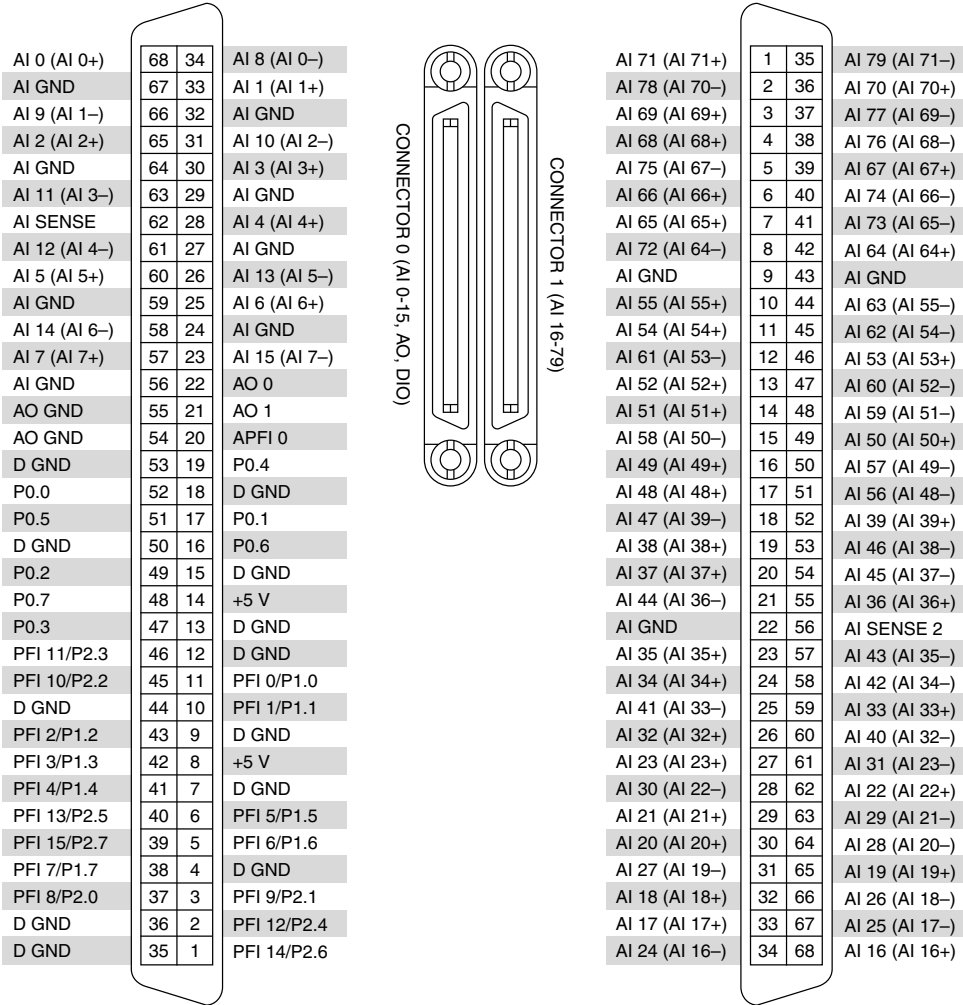 AI 0 (AI 0+) 68 34 AI 8 (AI 0–)
AI GND 67 33 AI 1 (AI 1+)
AI 9 (AI 1–) 66 32 AI GND
AI 2 (AI 2+) 65 31 AI 10 (AI 2–)
AI GND 64 30 AI 3 (AI 3+)
AI 11 (AI 3–) 63 29 AI GND
AI SENSE 62 28 AI 4 (AI 4+)
AI 12 (AI 4–) 61 27 AI GND
AI 5 (AI 5+) 60 26 AI 13 (AI 5–)
AI GND 59 25 AI 6 (AI 6+)
AI 14 (AI 6–) 58 24 AI GND
AI 7 (AI 7+) 57 23 AI 15 (AI 7–)
AI GND 56 22 AO 0
AO GND 55 21 AO 1
AO GND 54 20 APFI 0
D GND 53 19 P0.4
P0.0 52 18 D GND
P0.5 51 17 P0.1
D GND 50 16 P0.6
P0.2 49 15 D GND
P0.7 48 14 +5 V
P0.3 47 13 D GND
PFI 11/P2.3 46 12 D GND
PFI 10/P2.2 45 11 PFI 0/P1.0
D GND 44 10 PFI 1/P1.1
PFI 2/P1.2 43 9 D GND
PFI 3/P1.3 42 8 +5 V
PFI 4/P1.4 41 7 D GND
PFI 13/P2.5 40 6 PFI 5/P1.5
PFI 15/P2.7 39 5 PFI 6/P1.6
PFI 7/P1.7 38 4 D GND
PFI 8/P2.0 37 3 PFI 9/P2.1
D GND 36 2 PFI 12/P2.4
D GND 35 1 PFI 14/P2.6
CONNECTOR 0 (AI 0-15, AO, DIO)
CONNECTOR 1 (AI 16-79)
AI 71 (AI 71+) 1 35 AI 79 (AI 71–)
AI 78 (AI 70–) 2 36 AI 70 (AI 70+)
AI 69 (AI 69+) 3 37 AI 77 (AI 69–)
AI 68 (AI 68+) 4 38 AI 76 (AI 68–)
AI 75 (AI 67–) 5 39 AI 67 (AI 67+)
AI 66 (AI 66+) 6 40 AI 74 (AI 66–)
AI 65 (AI 65+) 7 41 AI 73 (AI 65–)
AI 72 (AI 64–) 8 42 AI 64 (AI 64+)
AI GND 9 43 AI GND
AI 55 (AI 55+) 10 44 AI 63 (AI 55–)
AI 54 (AI 54+) 11 45 AI 62 (AI 54–)
AI 61 (AI 53–) 12 46 AI 53 (AI 53+)
AI 52 (AI 52+) 13 47 AI 60 (AI 52–)
AI 51 (AI 51+) 14 48 AI 59 (AI 51–)
AI 58 (AI 50–) 15 49 AI 50 (AI 50+)
AI 49 (AI 49+) 16 50 AI 57 (AI 49–)
AI 48 (AI 48+) 17 51 AI 56 (AI 48–)
AI 47 (AI 39–) 18 52 AI 39 (AI 39+)
AI 38 (AI 38+) 19 53 AI 46 (AI 38–)
AI 37 (AI 37+) 20 54 AI 45 (AI 37–)
AI 44 (AI 36–) 21 55 AI 36 (AI 36+)
AI GND 22 56 AI SENSE 2
AI 35 (AI 35+) 23 57 AI 43 (AI 35–)
AI 34 (AI 34+) 24 58 AI 42 (AI 34–)
AI 41 (AI 33–) 25 59 AI 33 (AI 33+)
AI 32 (AI 32+) 26 60 AI 40 (AI 32–)
AI 23 (AI 23+) 27 61 AI 31 (AI 23–)
AI 30 (AI 22–) 28 62 AI 22 (AI 22+)
AI 21 (AI 21+) 29 63 AI 29 (AI 21–)
AI 20 (AI 20+) 30 64 AI 28 (AI 20–)
AI 27 (AI 19–) 31 65 AI 19 (AI 19+)
AI 18 (AI 18+) 32 66 AI 26 (AI 18–)
AI 17 (AI 17+) 33 67 AI 25 (AI 17–)
AI 24 (AI 16–) 34 68 AI 16 (AI 16+)